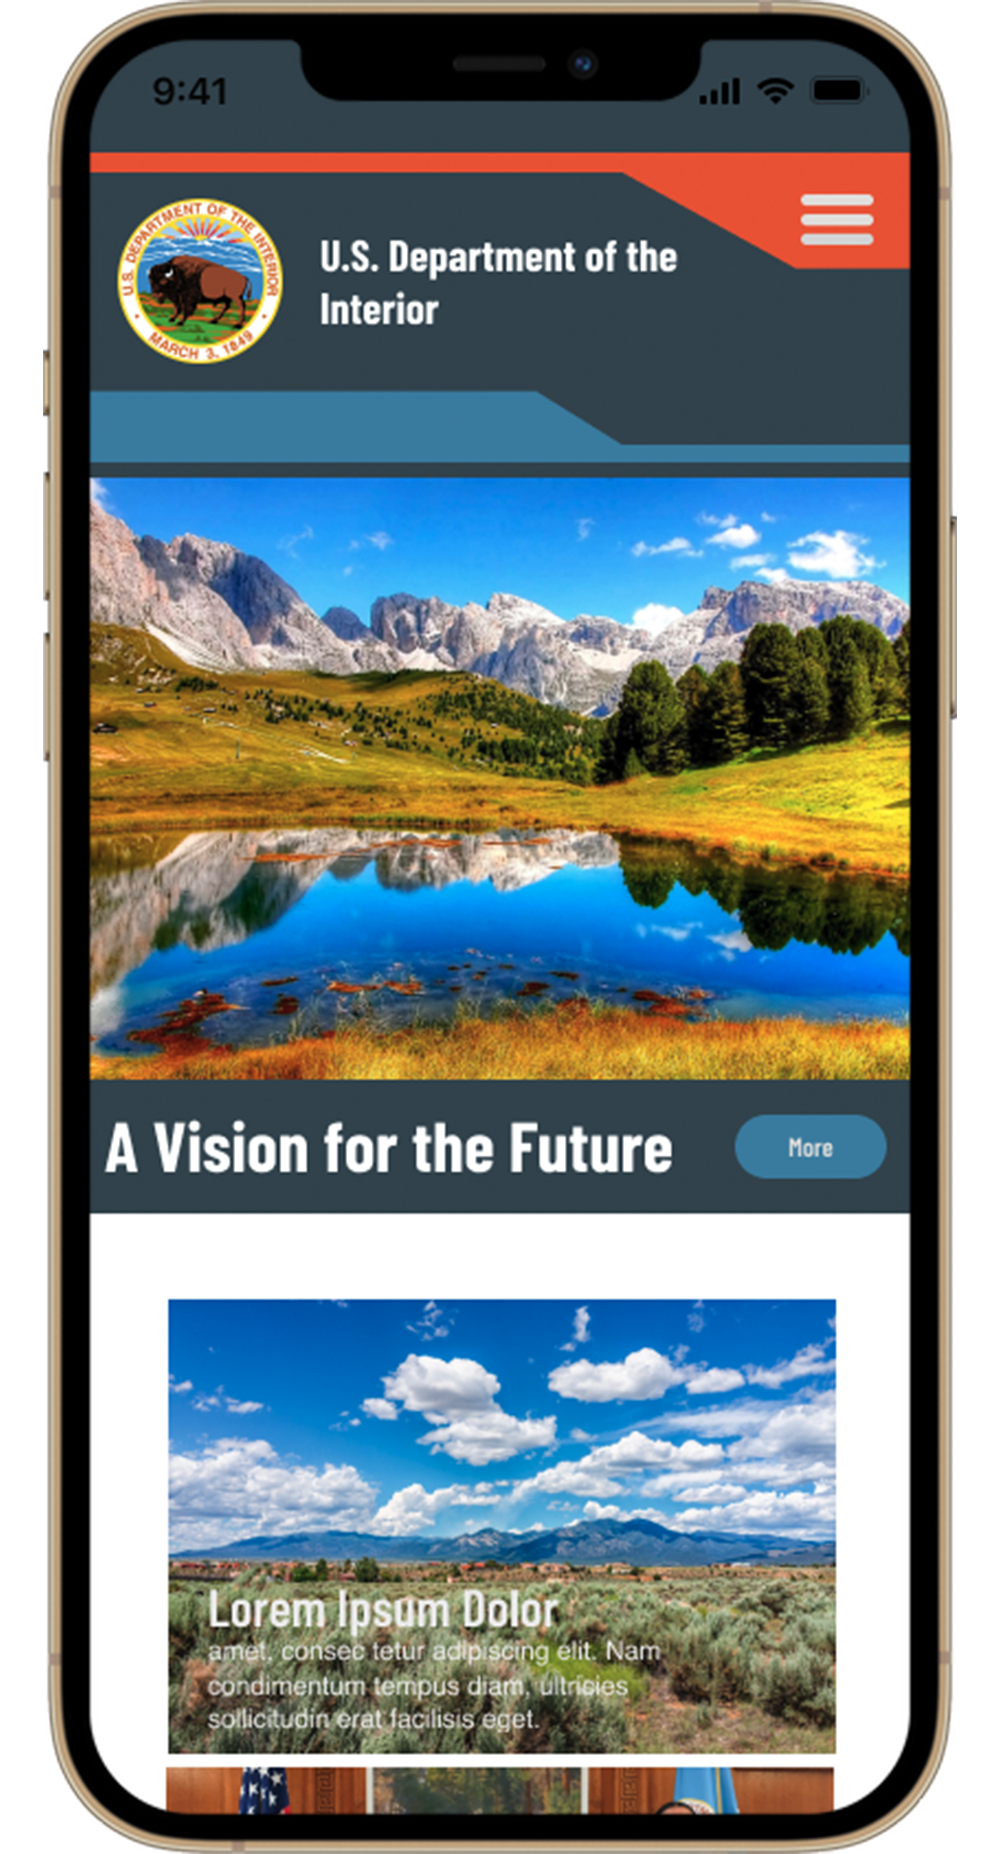 9:41
U.S. DEPARTMENT OF THE INTERIOR
MARCH 3, 1849
U.S. Department of the
Interior
A Vision for the Future
More
Lorem Ipsum Dolor
amet, consec tetur adipiscing elit. Nam
condimentum tempus diam, ultricies
sollicitudin erat facilisis eget.